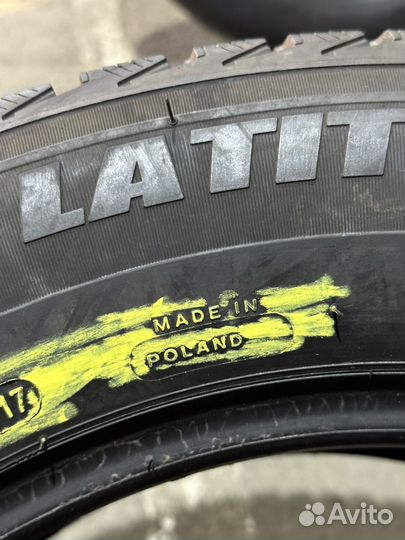 LATIT
MADE IN
POLAND
17
Avito